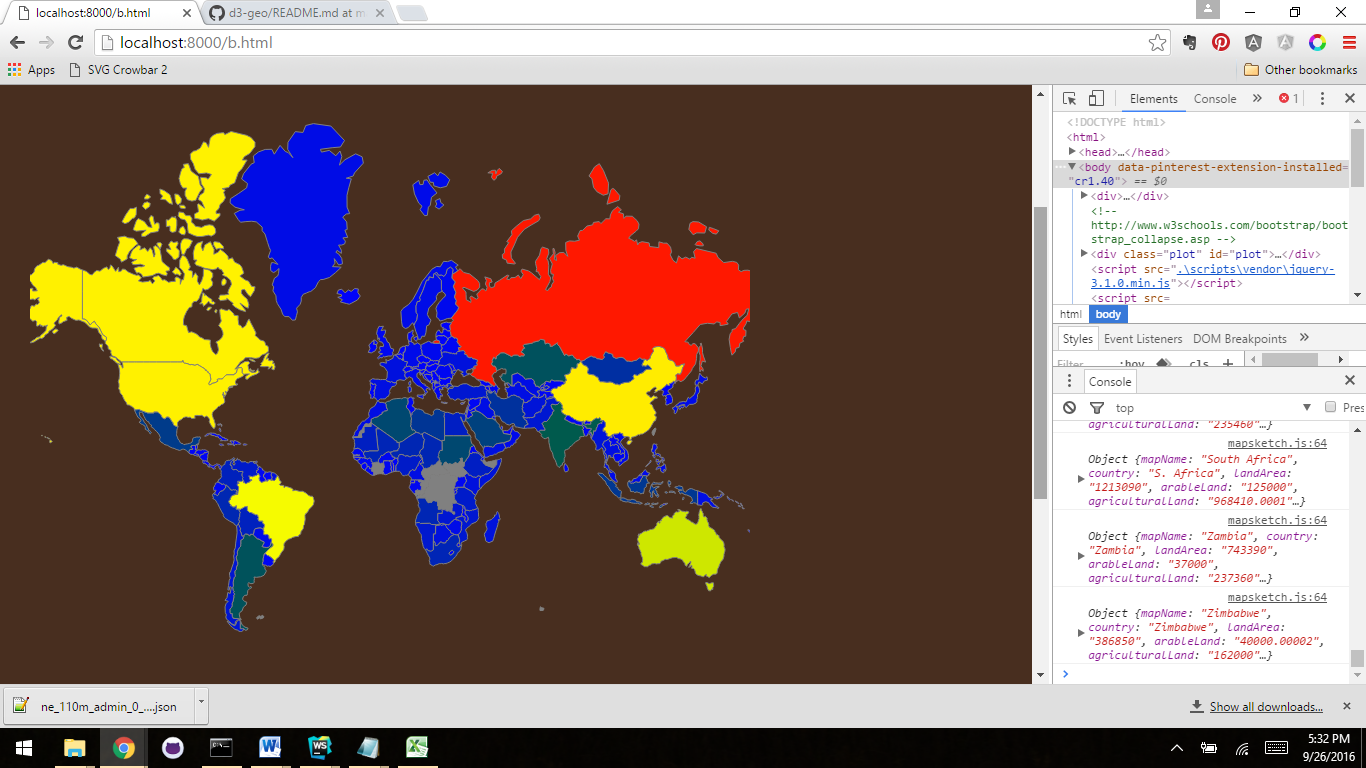 localhost:8000/b.html
d3-geo/README.md at m
localhost:8000/b.html
Apps
SVG Crowbar 2
Other bookmarks
Elements
Console
»
1
<!DOCTYPE html>
<html>
<head>…</head>
<body data-pinterest-extension-installed=
"cr1.40"> == $0
<div>…</div>
<!--
http://www.w3schools.com/bootstrap/boot
strap_collapse.asp -->
<div class="plot" id="plot">…</div>
<script src=".\scripts\vendor\jquery-
3.1.0.min.js"></script>
<script src=
html
body
Styles
Event Listeners
DOM Breakpoints
»
Filter
:hov
.cls
+
Console
top
Pres
agriculturalLand: "235460"…}
mapsketch.js:64
Object {mapName: "South Africa",
country: "S. Africa", landArea:
"1213090", arableLand: "125000",
agriculturalLand: "968410.0001"…}
mapsketch.js:64
Object {mapName: "Zambia", country:
"Zambia", landArea: "743390",
arableLand: "37000",
agriculturalLand: "237360"…}
mapsketch.js:64
Object {mapName: "Zimbabwe",
country: "Zimbabwe", landArea:
"386850", arableLand: "40000.00002",
agriculturalLand: "162000"…}
ne_110m_admin_0_....json
Show all downloads...
5:32 PM
9/26/2016